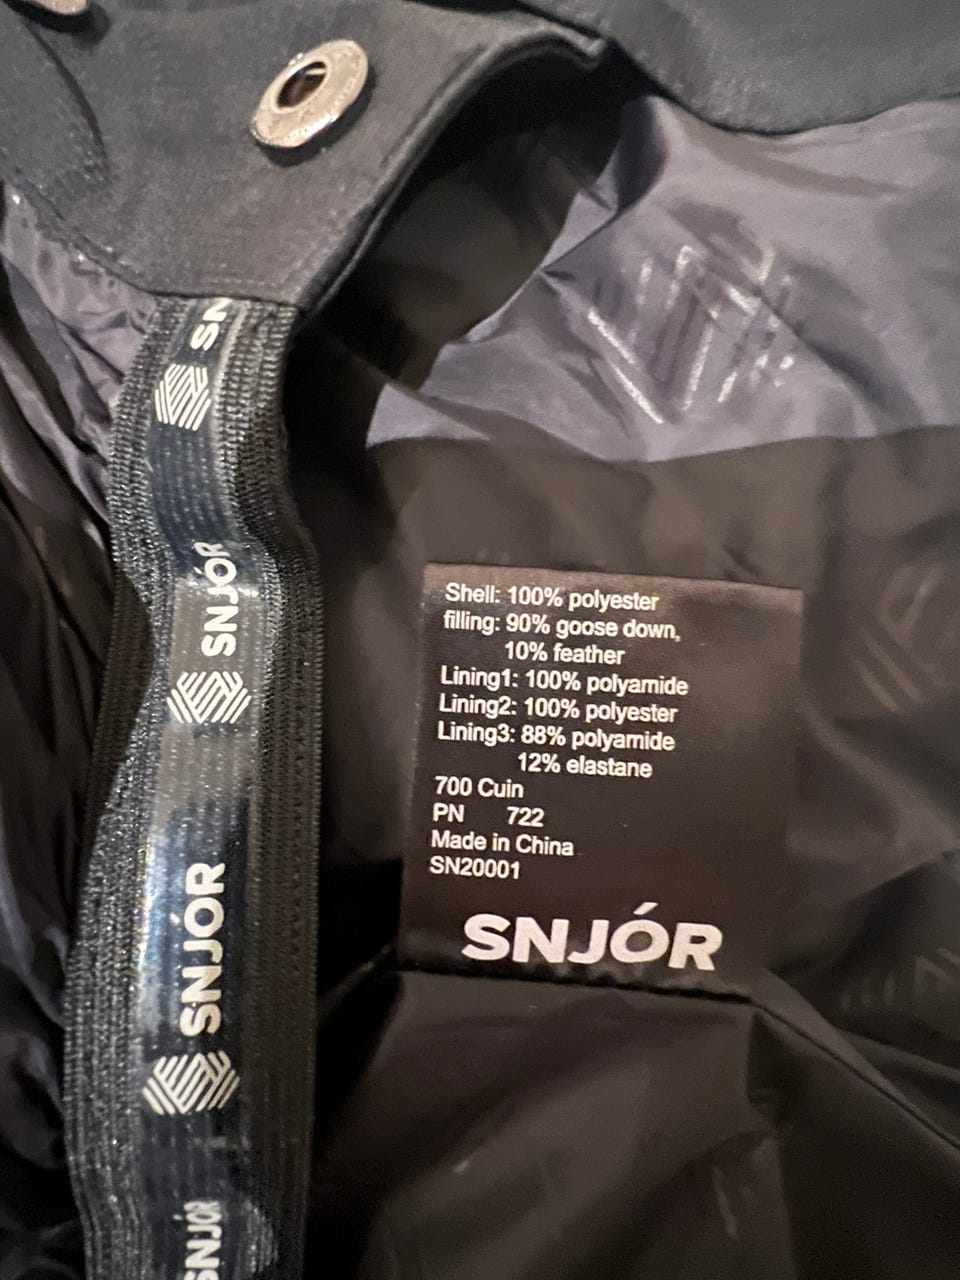 SN
SNJÓR
SNJÓR
SNJÓR
Shell: 100% polyester
filling: 90% goose down,
10% feather
Lining1: 100% polyamide
Lining2: 100% polyester
Lining3: 88% polyamide
12% elastane
700 Cuin
PN 722
Made in China
SN20001
SNJÓR